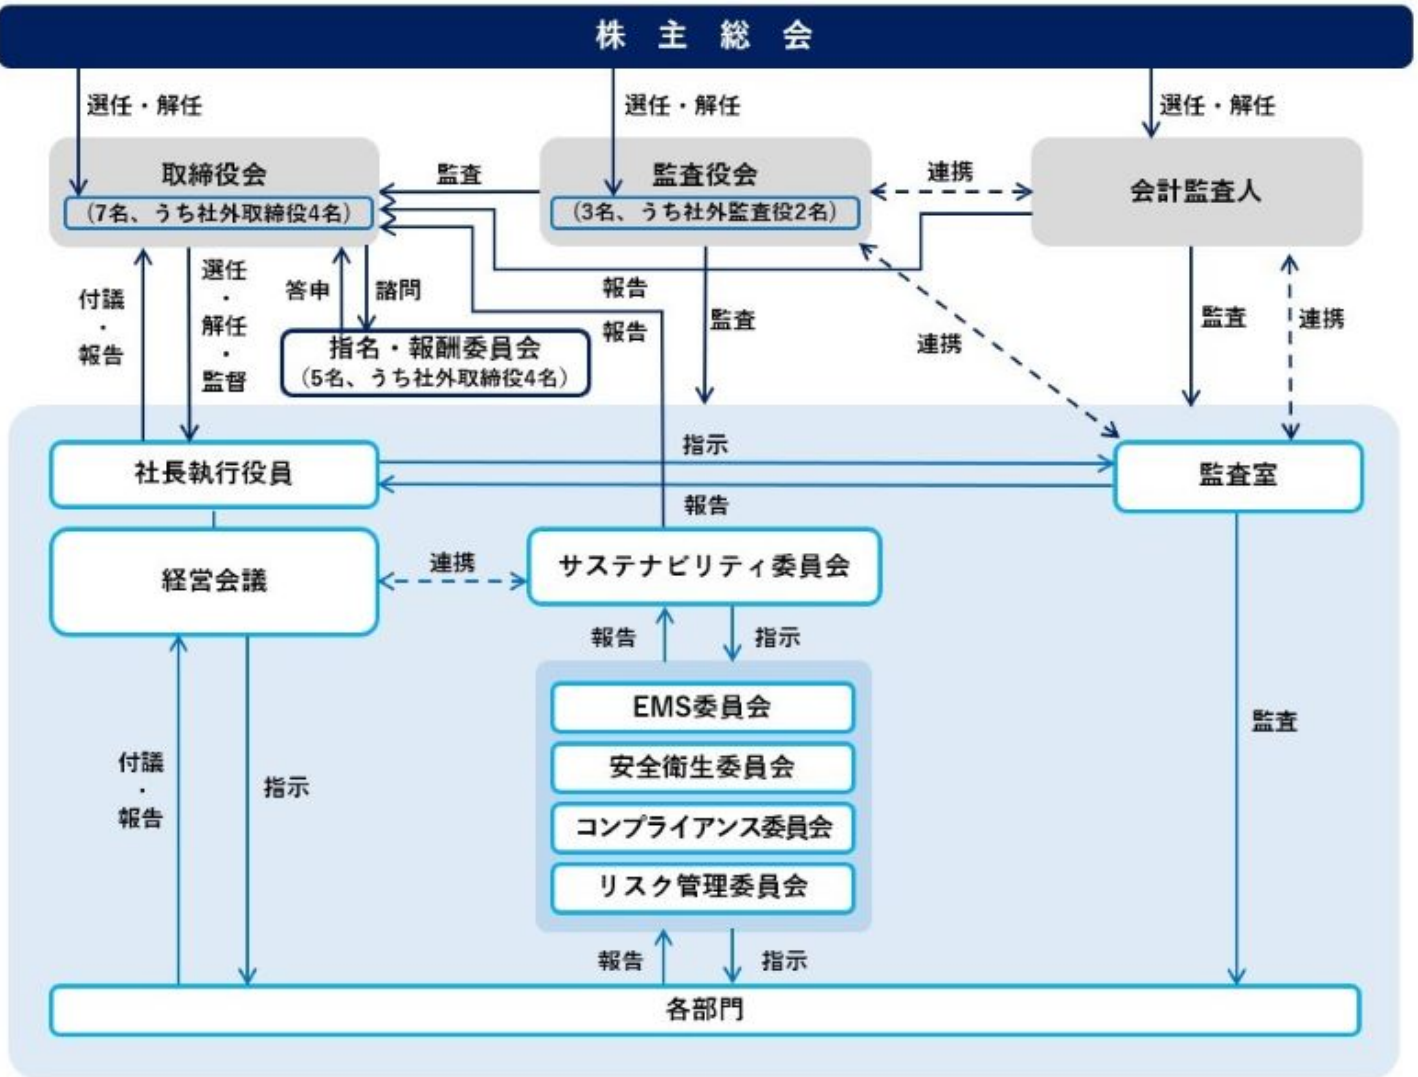 株主総会
選任・解任
選任・解任
選任・解任
取締役会
(7名、うち社外取締役4名)
監査
監査役会
(3名、うち社外監査役2名)
連携
会計監査人
付議
・
報告
選任
・
解任
・
監督
答申
諮問
報告
報告
監査
連携
監査
連携
指名・報酬委員会
(5名、うち社外取締役4名)
社長執行役員
指示
報告
監査室
経営会議
連携
サステナビリティ委員会
報告
指示
EMS委員会
安全衛生委員会
コンプライアンス委員会
リスク管理委員会
付議
・
報告
指示
監査
報告
指示
各部門